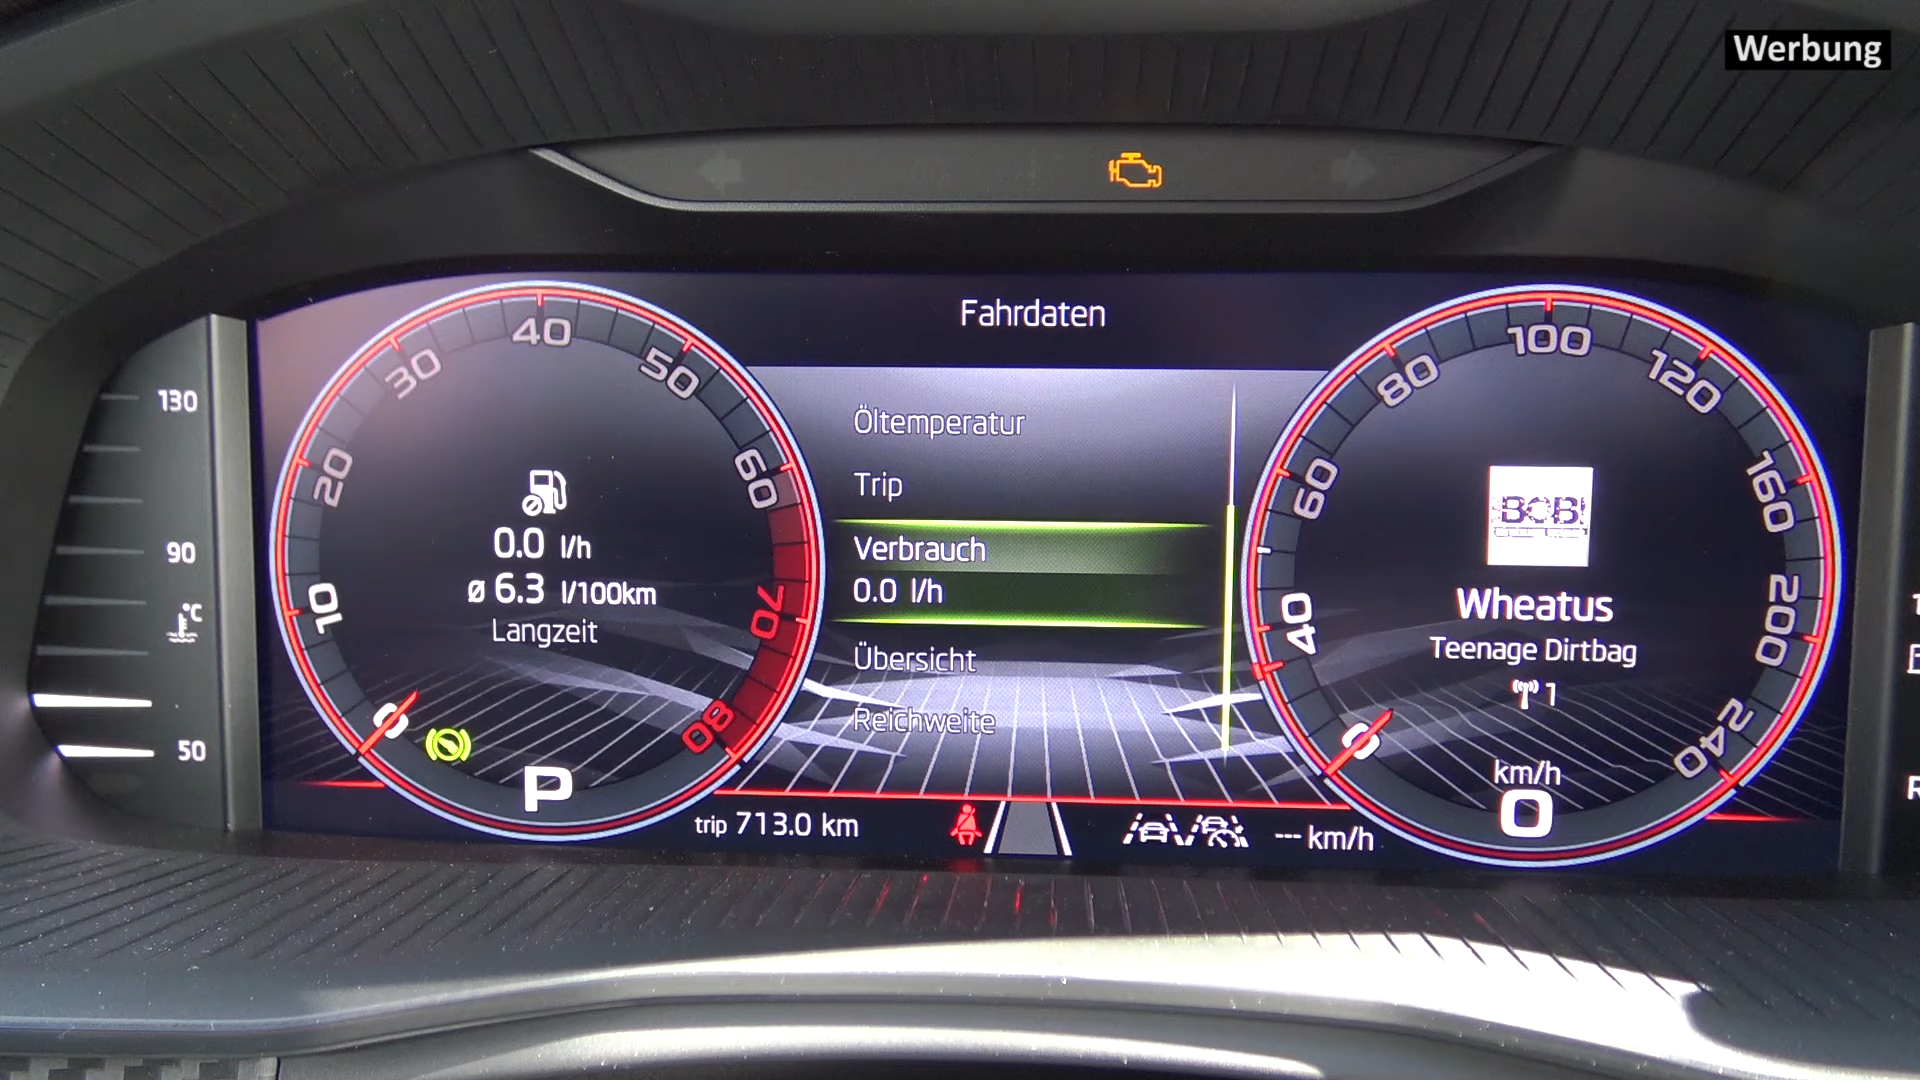 Werbung
Fahrdaten
130
90
°C
50
10
20
30
40
50
60
70
80
0
0.0 l/h
ø 6.3 l/100km
Langzeit
P
Öltemperatur
Trip
Verbrauch
0.0 l/h
Übersicht
Reichweite
trip 713.0 km
--- km/h
0
40
60
80
100
120
160
200
240
BOB!
Wheatus
Teenage Dirtbag
1
km/h
0